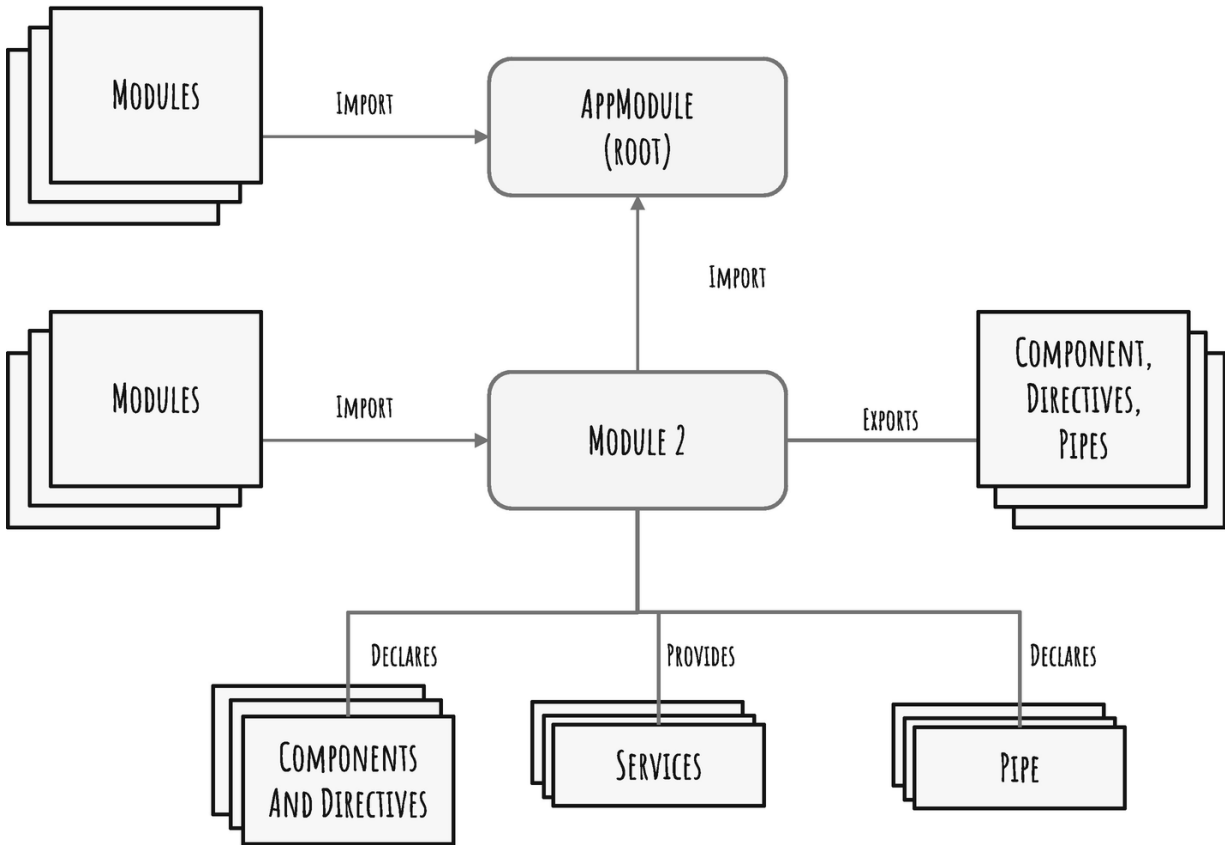 Modules
Import
AppModule
(root)
Import
Modules
Import
Module 2
Exports
Component,
Directives,
Pipes
Declares
Provides
Declares
Components
And Directives
Services
Pipe